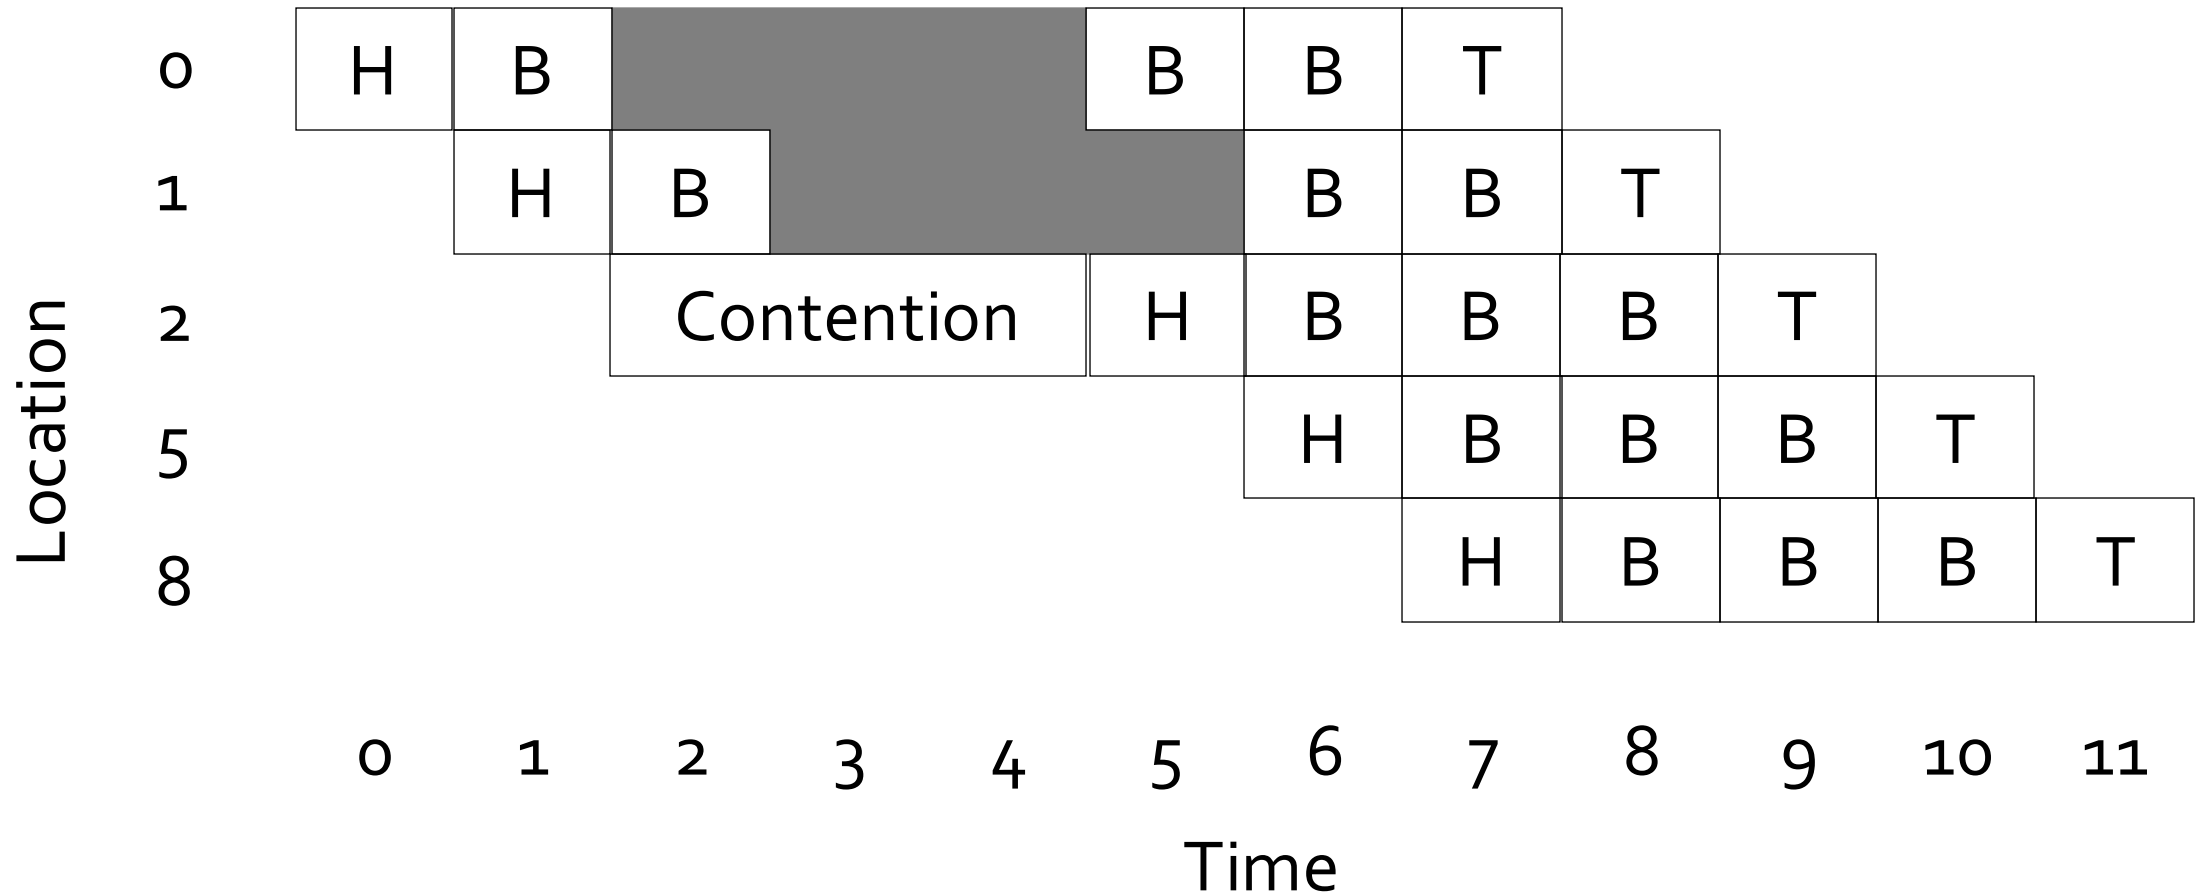 0 H B B B T
1 H B B B T
2 Contention H B B B T
5 H B B B T
8 H B B B T
Location
0 1 2 3 4 5 6 7 8 9 10 11
Time